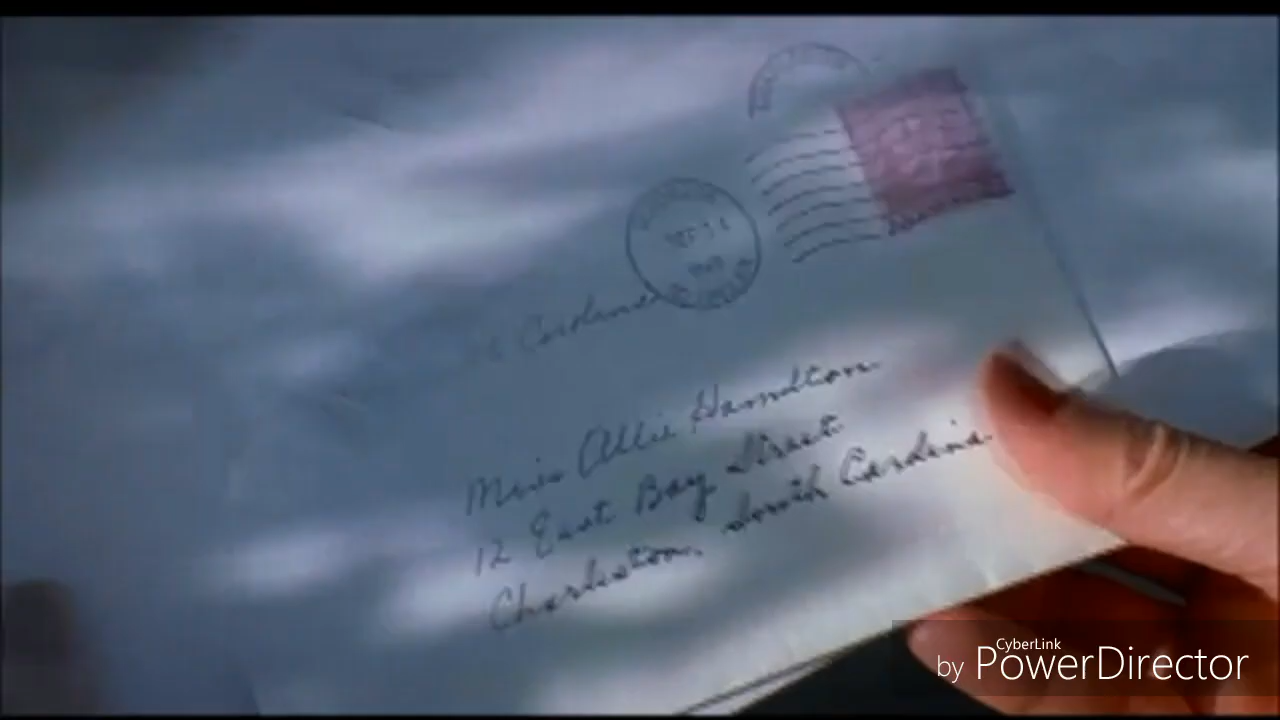 Carolina
Miss Allie Hamilton
12 East Bay Street
Charleston, South Carolina
CyberLink
by PowerDirector